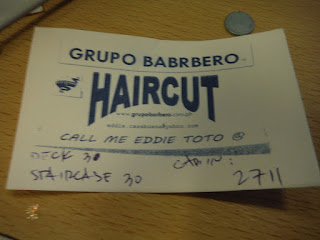 GRUPO BABRBERO
HAIRCUT
CALL ME EDDIE TOTO @
DECK 30 CABIN:
STAIRCASE 30 2711